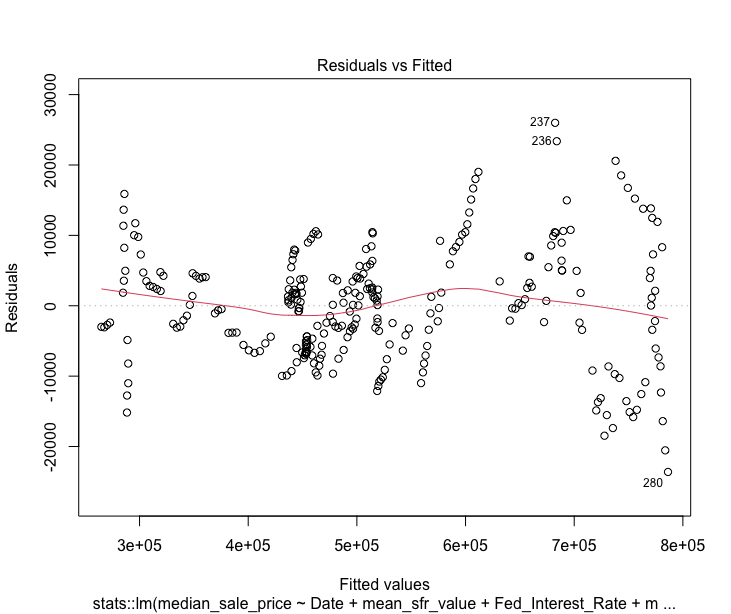 Residuals vs Fitted
30000
20000
10000
0
-10000
-20000
Residuals
237
236
280
3e+05 4e+05 5e+05 6e+05 7e+05 8e+05
Fitted values
stats::lm(median_sale_price ~ Date + mean_sfr_value + Fed_Interest_Rate + m ...